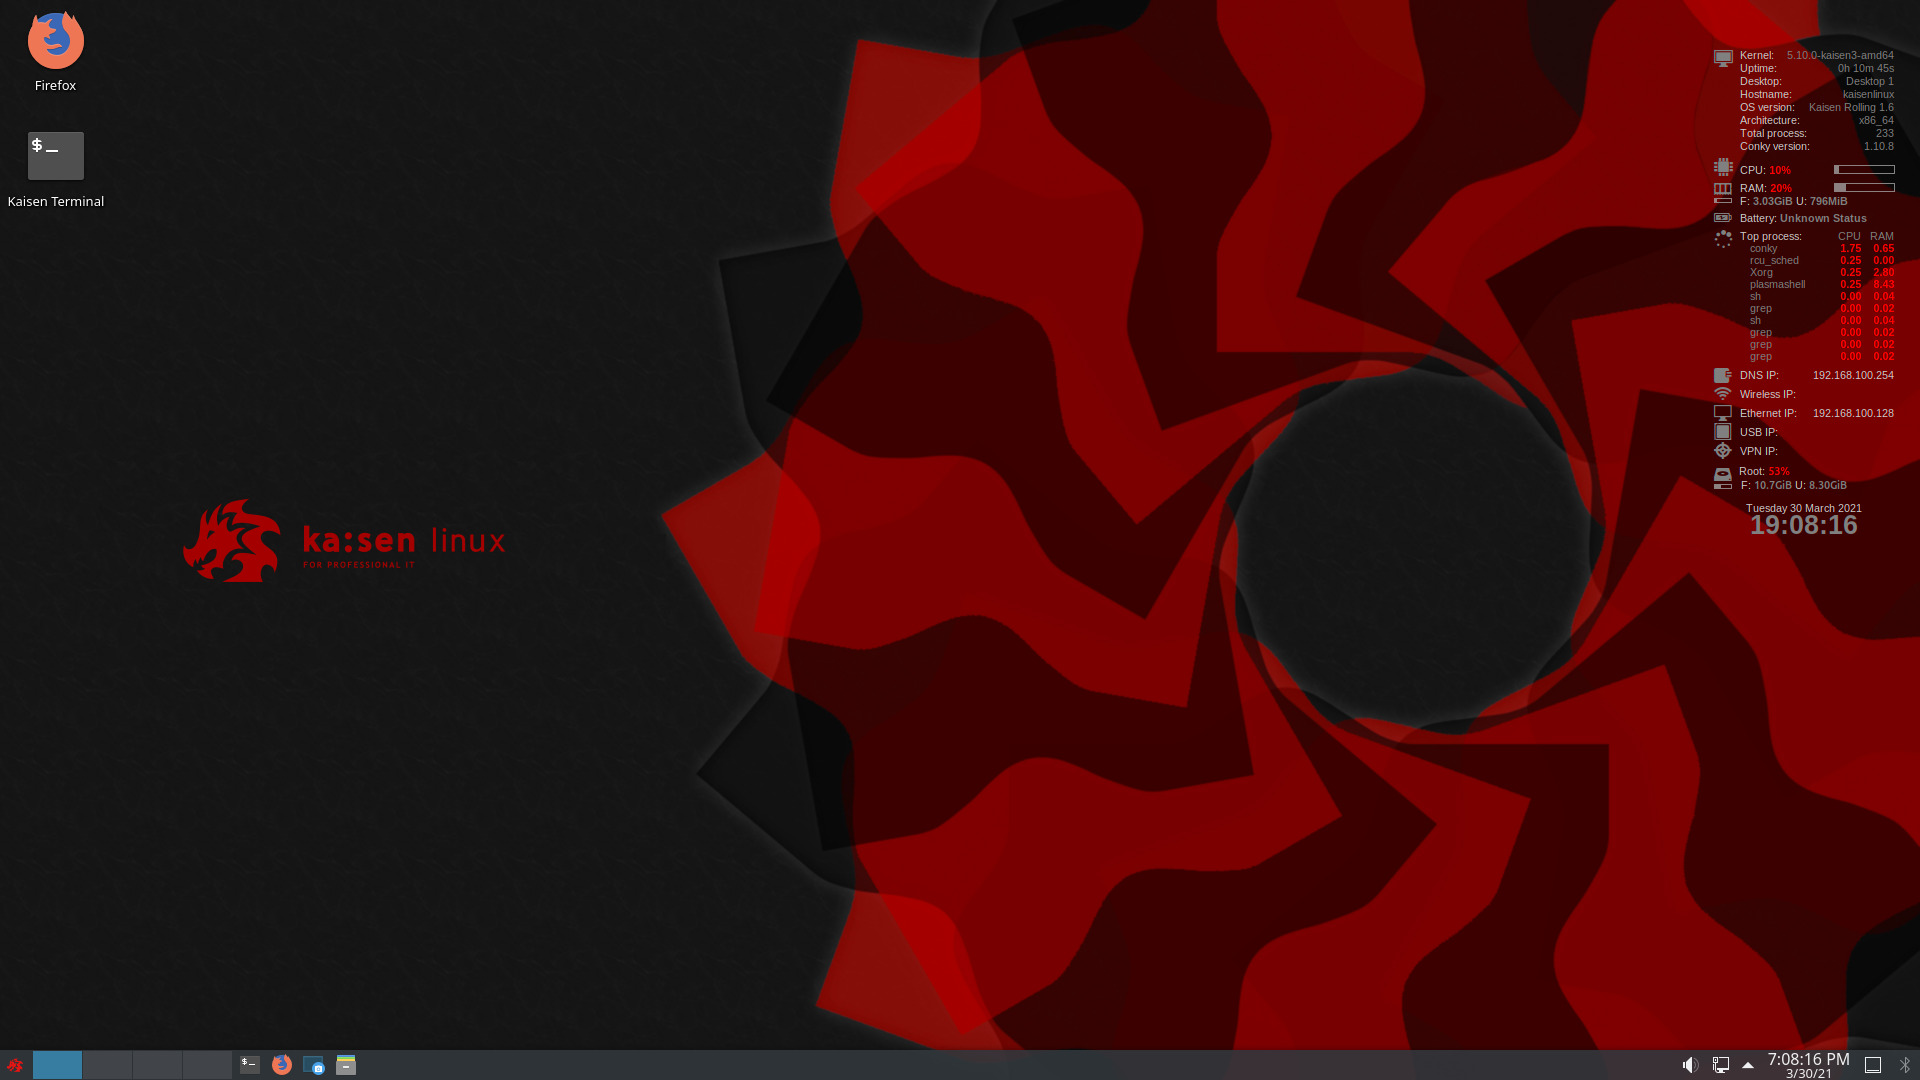 Firefox
$_
Kaisen Terminal
ka:sen linux
FOR PROFESSIONAL IT
Kernel: 5.10.0-kaisen3-amd64
Uptime: 0h 10m 45s
Desktop: Desktop 1
Hostname: kaisenlinux
OS version: Kaisen Rolling 1.6
Architecture: x86_64
Total process: 233
Conky version: 1.10.8
CPU: 10%
RAM: 20%
F: 3.03GiB U: 796MiB
Battery: Unknown Status
Top process: CPU RAM
conky 1.75 0.65
rcu_sched 0.25 0.00
Xorg 0.25 2.80
plasmashell 0.25 8.43
sh 0.00 0.04
grep 0.00 0.02
sh 0.00 0.04
grep 0.00 0.02
grep 0.00 0.02
grep 0.00 0.02
DNS IP: 192.168.100.254
Wireless IP:
Ethernet IP: 192.168.100.128
USB IP:
VPN IP:
Root: 53%
F: 10.7GiB U: 8.30GiB
Tuesday 30 March 2021
19:08:16
$_
7:08:16 PM
3/30/21